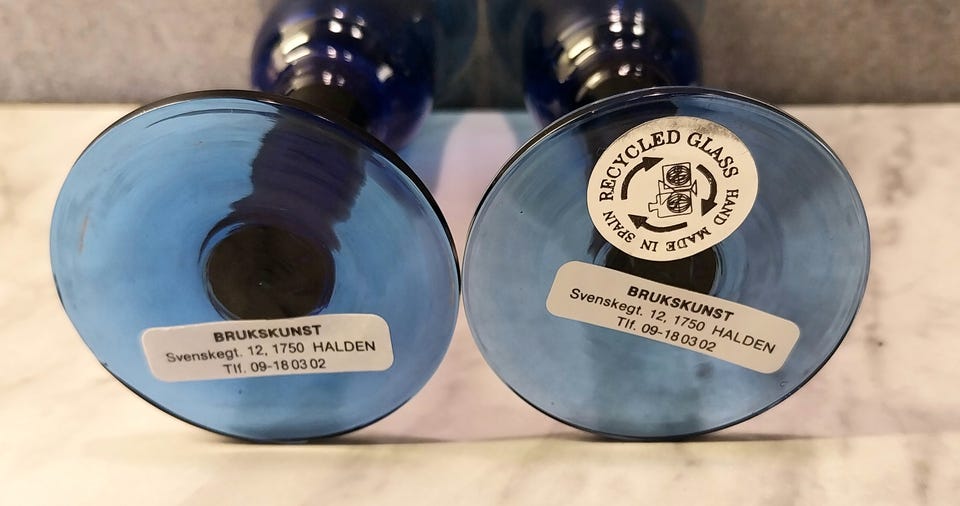 BRUKSKUNST
Svenskegt. 12, 1750 HALDEN
Tlf. 09-18 03 02
RECYCLED GLASS
HAND MADE IN SPAIN
BRUKSKUNST
Svenskegt. 12, 1750 HALDEN
Tlf. 09-18 03 02